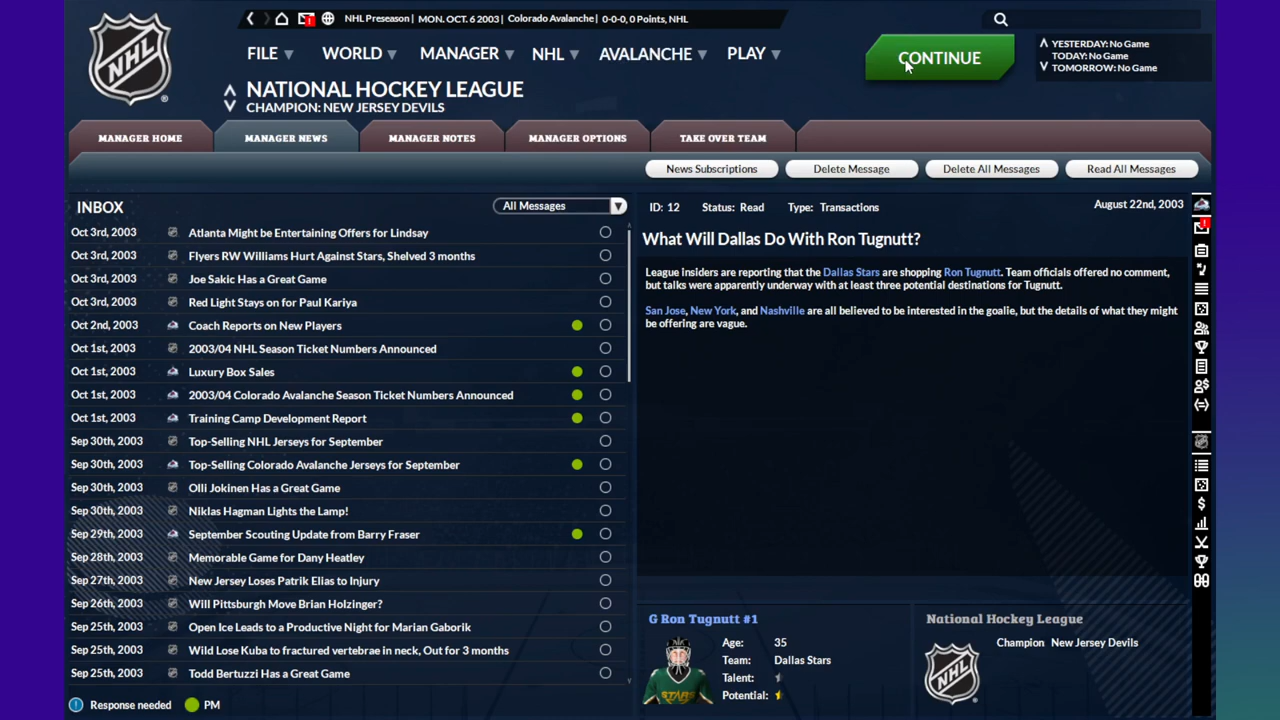 NHL Preseason | MON. OCT. 6 2003 | Colorado Avalanche | 0-0-0, 0 Points, NHL
NHL
FILE WORLD MANAGER NHL AVALANCHE PLAY
CONTINUE
YESTERDAY: No Game
TODAY: No Game
TOMORROW: No Game
NATIONAL HOCKEY LEAGUE
CHAMPION: NEW JERSEY DEVILS
MANAGER HOME MANAGER NEWS MANAGER NOTES MANAGER OPTIONS TAKE OVER TEAM
News Subscriptions Delete Message Delete All Messages Read All Messages
INBOX All Messages
Oct 3rd, 2003 Atlanta Might be Entertaining Offers for Lindsay
Oct 3rd, 2003 Flyers RW Williams Hurt Against Stars, Shelved 3 months
Oct 3rd, 2003 Joe Sakic Has a Great Game
Oct 3rd, 2003 Red Light Stays on for Paul Kariya
Oct 2nd, 2003 Coach Reports on New Players
Oct 1st, 2003 2003/04 NHL Season Ticket Numbers Announced
Oct 1st, 2003 Luxury Box Sales
Oct 1st, 2003 2003/04 Colorado Avalanche Season Ticket Numbers Announced
Oct 1st, 2003 Training Camp Development Report
Sep 30th, 2003 Top-Selling NHL Jerseys for September
Sep 30th, 2003 Top-Selling Colorado Avalanche Jerseys for September
Sep 30th, 2003 Olli Jokinen Has a Great Game
Sep 30th, 2003 Niklas Hagman Lights the Lamp!
Sep 29th, 2003 September Scouting Update from Barry Fraser
Sep 28th, 2003 Memorable Game for Dany Heatley
Sep 27th, 2003 New Jersey Loses Patrik Elias to Injury
Sep 26th, 2003 Will Pittsburgh Move Brian Holzinger?
Sep 25th, 2003 Open Ice Leads to a Productive Night for Marian Gaborik
Sep 25th, 2003 Wild Lose Kuba to fractured vertebrae in neck, Out for 3 months
Sep 25th, 2003 Todd Bertuzzi Has a Great Game
Response needed PM
ID: 12 Status: Read Type: Transactions August 22nd, 2003
What Will Dallas Do With Ron Tugnutt?
League insiders are reporting that the Dallas Stars are shopping Ron Tugnutt. Team officials offered no comment,
but talks were apparently underway with at least three potential destinations for Tugnutt.
San Jose, New York, and Nashville are all believed to be interested in the goalie, but the details of what they might
be offering are vague.
G Ron Tugnutt #1
Age: 35
Team: Dallas Stars
Talent:
Potential:
STARS
National Hockey League
Champion New Jersey Devils
NHL